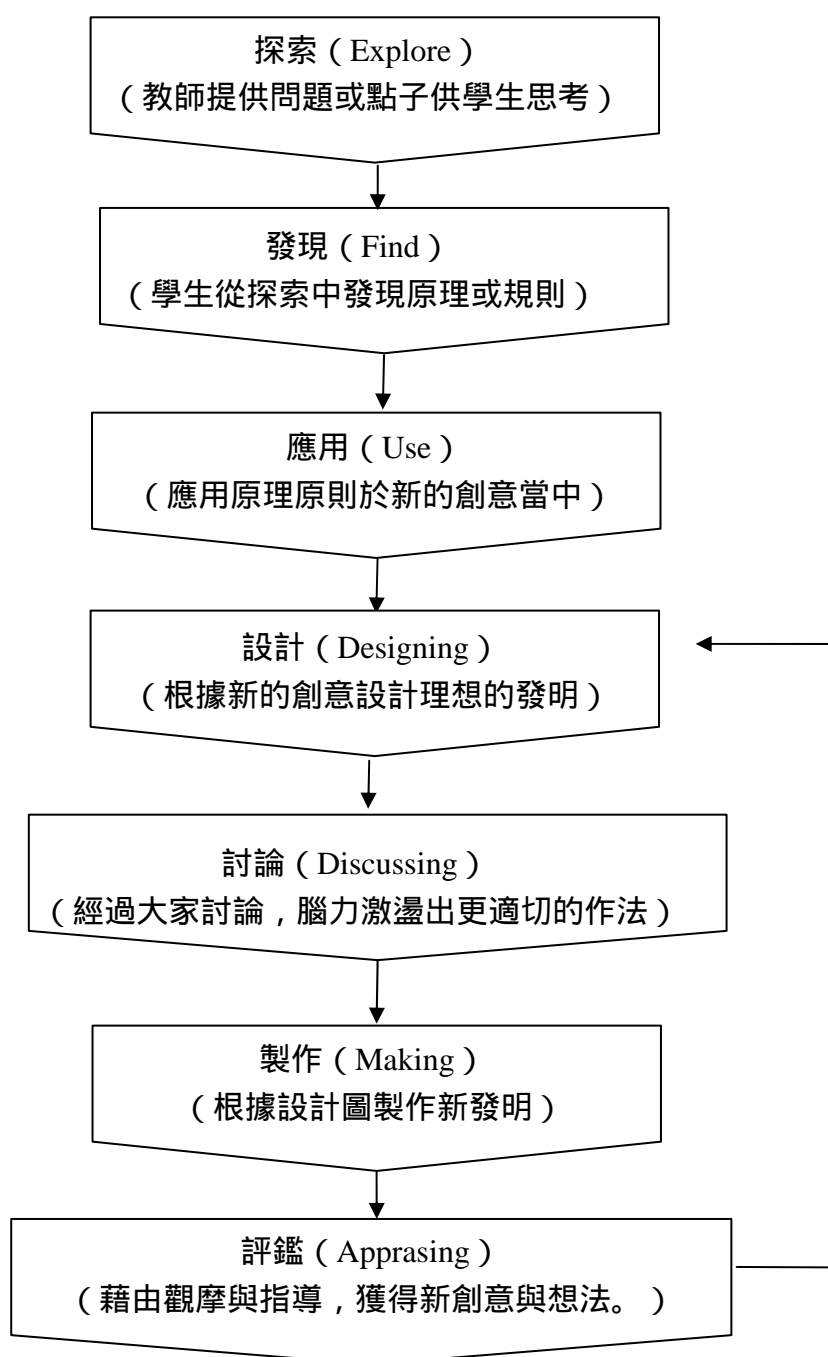 探索（Explore）
（教師提供問題或點子供學生思考）
發現（Find）
（學生從探索中發現原理或規則）
應用（Use）
（應用原理原則於新的創意當中）
設計（Designing）
（根據新的創意設計理想的發明）
討論（Discussing）
（經過大家討論，腦力激盪出更適切的作法）
製作（Making）
（根據設計圖製作新發明）
評鑑（Apprasing）
（藉由觀摩與指導，獲得新創意與想法。）